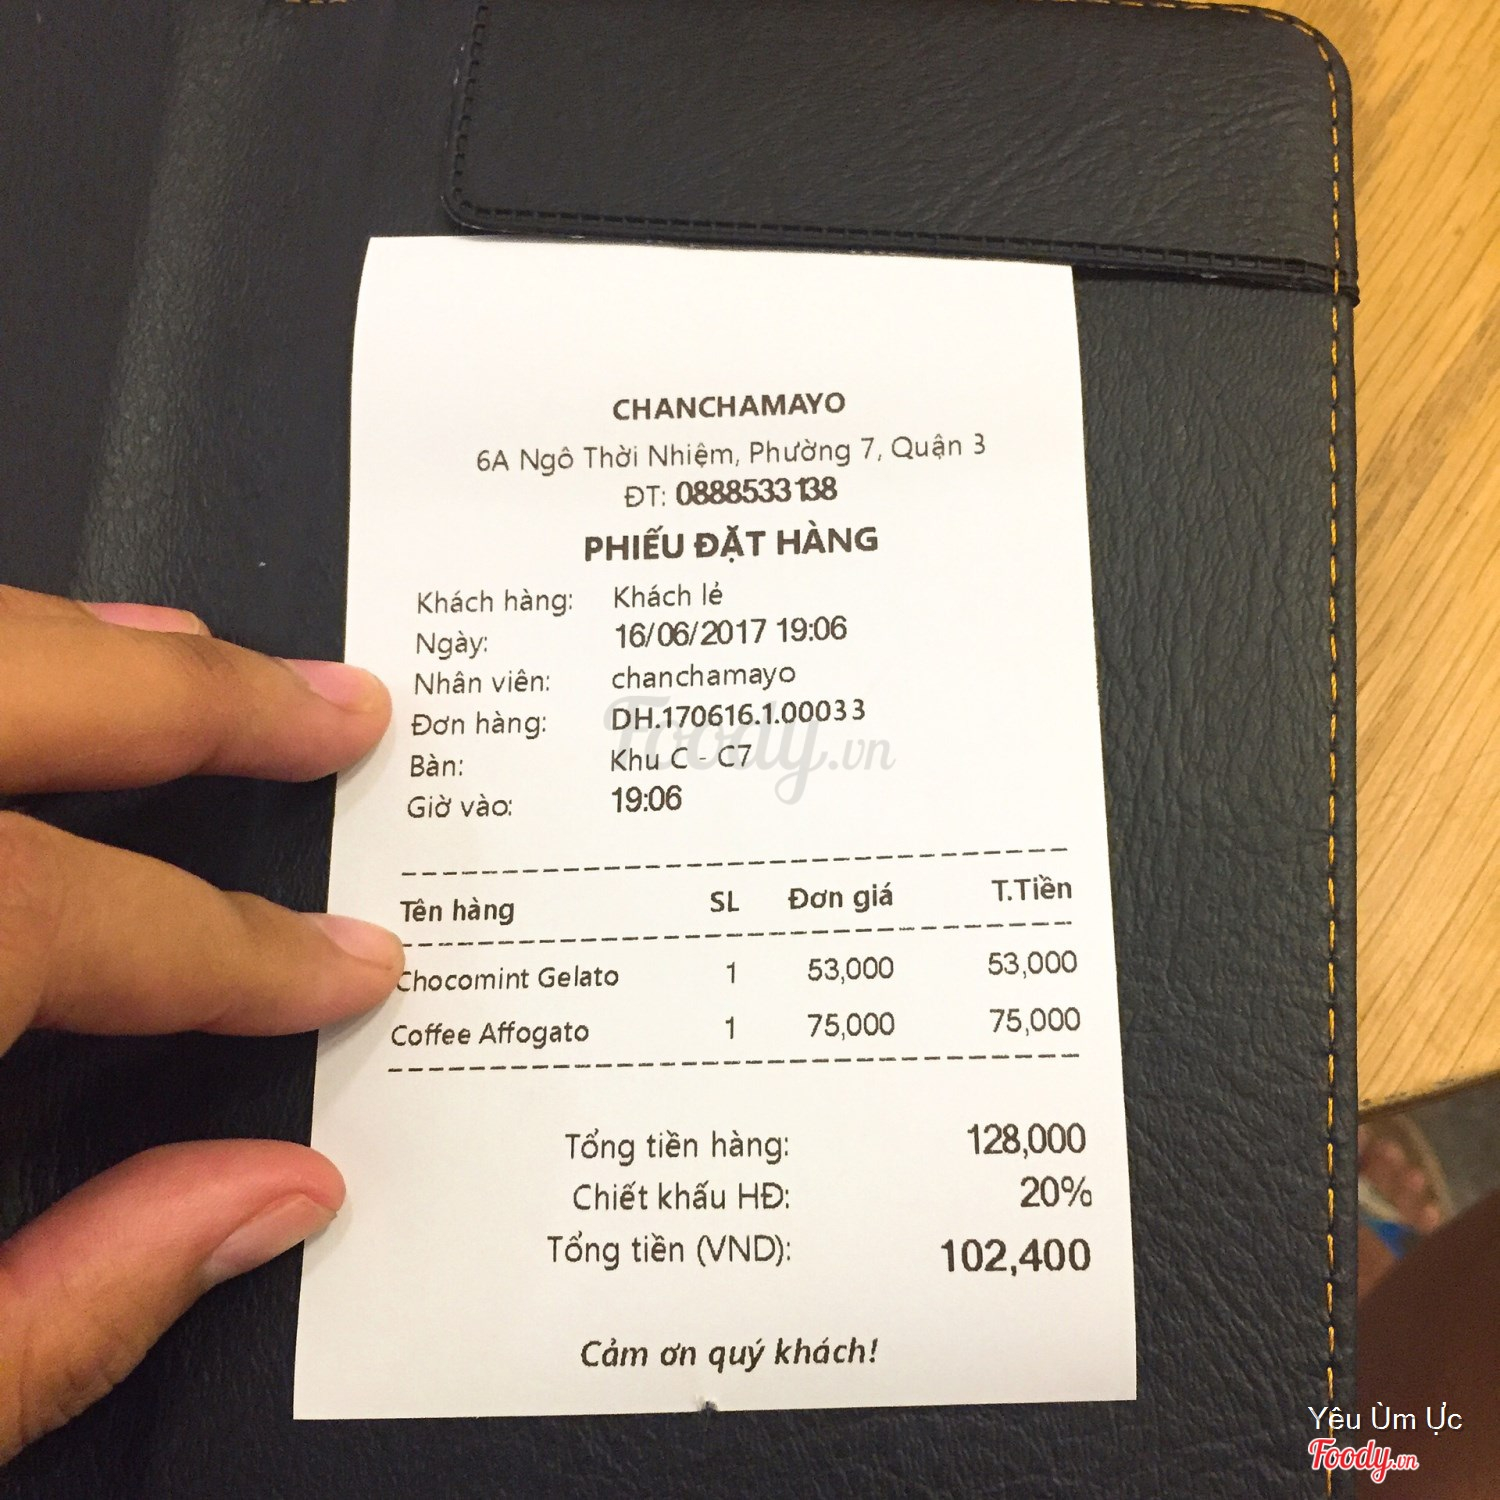 CHANCHAMAYO
6A Ngô Thời Nhiệm, Phường 7, Quận 3
ĐT: 0888533138
PHIẾU ĐẶT HÀNG
Khách hàng: Khách lẻ
Ngày: 16/06/2017 19:06
Nhân viên: chanchamayo
Đơn hàng: DH.170616.1.00033
Bàn: Khu C - C7
Giờ vào: 19:06
Tên hàng SL Đơn giá T.Tiền
Chocomint Gelato 1 53,000 53,000
Coffee Affogato 1 75,000 75,000
Tổng tiền hàng: 128,000
Chiết khấu HĐ: 20%
Tổng tiền (VND): 102,400
Cảm ơn quý khách!
Foody.vn
Yêu Ùm Ực
Foody.vn